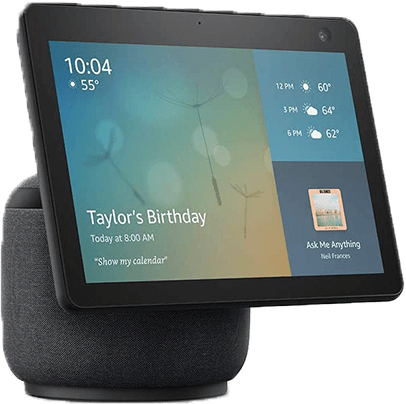 10:04
55°
Taylor's Birthday
Today at 8:00 AM
"Show my calendar"
12 PM 60°
3 PM 64°
6 PM 62°
Ask Me Anything
Neil Frances